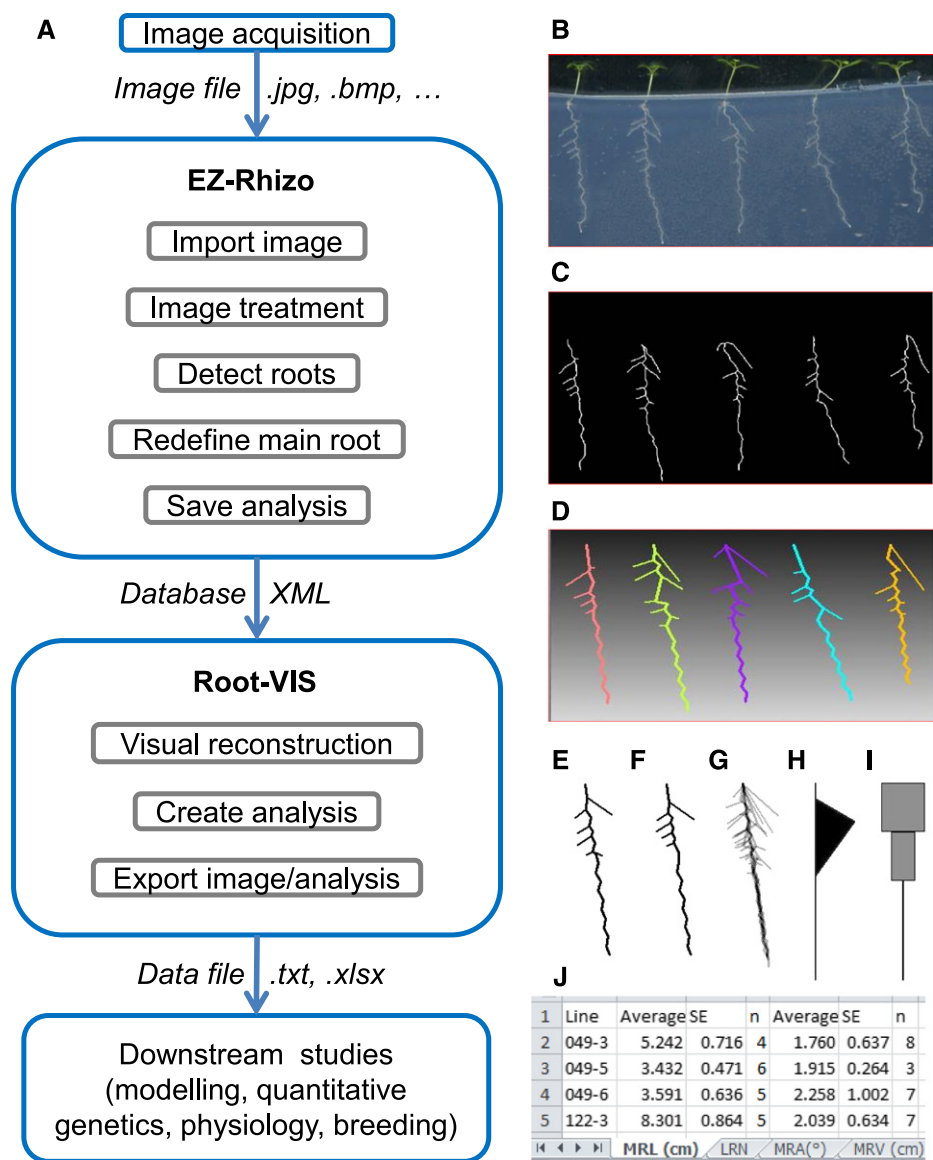 A
Image acquisition
Image file .jpg, .bmp, …
EZ-Rhizo
Import image
Image treatment
Detect roots
Redefine main root
Save analysis
Database XML
Root-VIS
Visual reconstruction
Create analysis
Export image/analysis
Data file .txt, .xlsx
Downstream studies
(modelling, quantitative
genetics, physiology, breeding)
B
C
D
E F G H I
J
1 Line Average SE n Average SE n
2 049-3 5.242 0.716 4 1.760 0.637 8
3 049-5 3.432 0.471 6 1.915 0.264 3
4 049-6 3.591 0.636 5 2.258 1.002 7
5 122-3 8.301 0.864 5 2.039 0.634 7
MRL (cm) LRN MRA(°) MRV (cm)